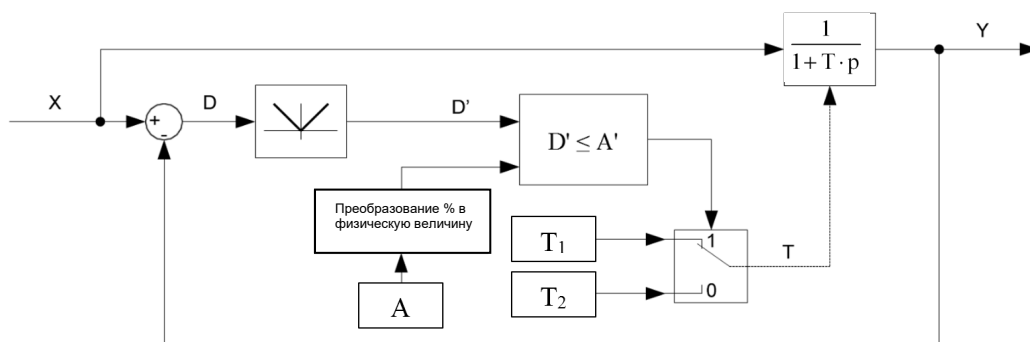 1
1+T·p
Y
X
+
-
D
D'
D' ≤ A'
Преобразование % в
физическую величину
T₁
1
T
T₂
0
A